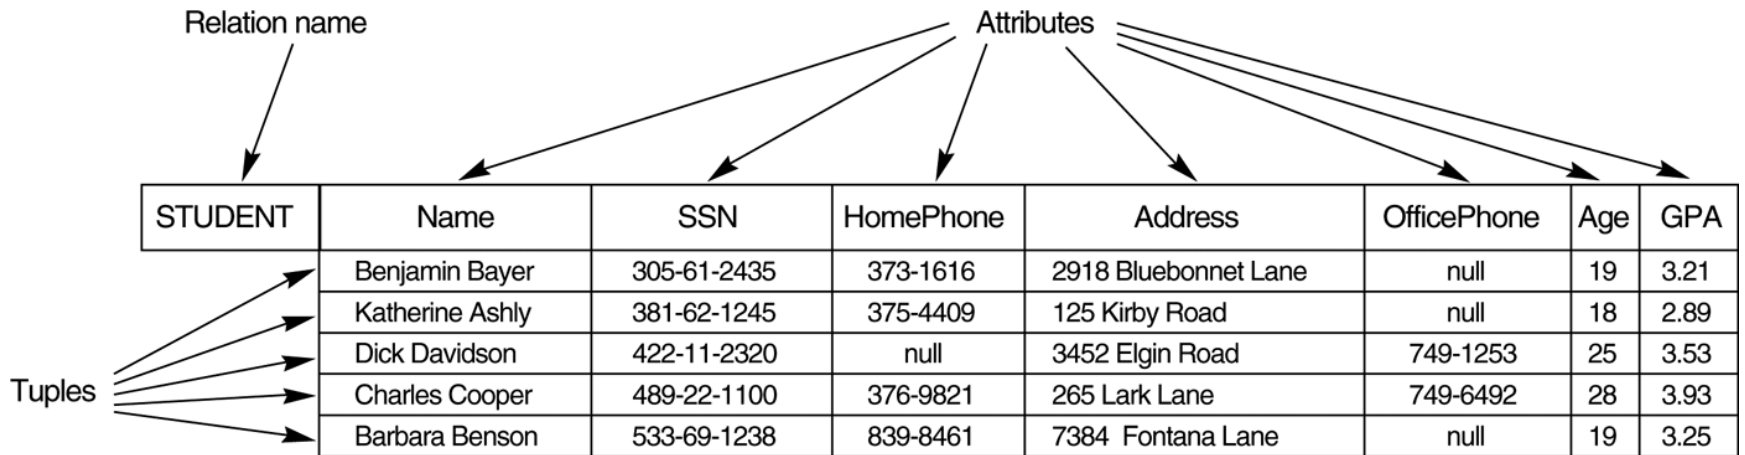 Relation name Attributes
STUDENT Name SSN HomePhone Address OfficePhone Age GPA
Benjamin Bayer 305-61-2435 373-1616 2918 Bluebonnet Lane null 19 3.21
Katherine Ashly 381-62-1245 375-4409 125 Kirby Road null 18 2.89
Dick Davidson 422-11-2320 null 3452 Elgin Road 749-1253 25 3.53
Tuples Charles Cooper 489-22-1100 376-9821 265 Lark Lane 749-6492 28 3.93
Barbara Benson 533-69-1238 839-8461 7384 Fontana Lane null 19 3.25